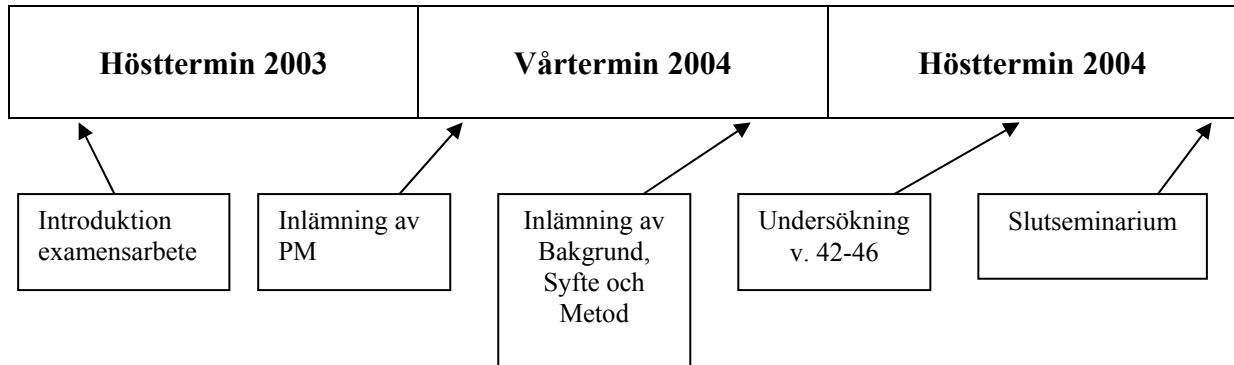 Hösttermin 2003
Vårtermin 2004
Hösttermin 2004
Introduktion
examensarbete
Inlämning av
PM
Inlämning av
Bakgrund,
Syfte och
Metod
Undersökning
v. 42-46
Slutseminarium